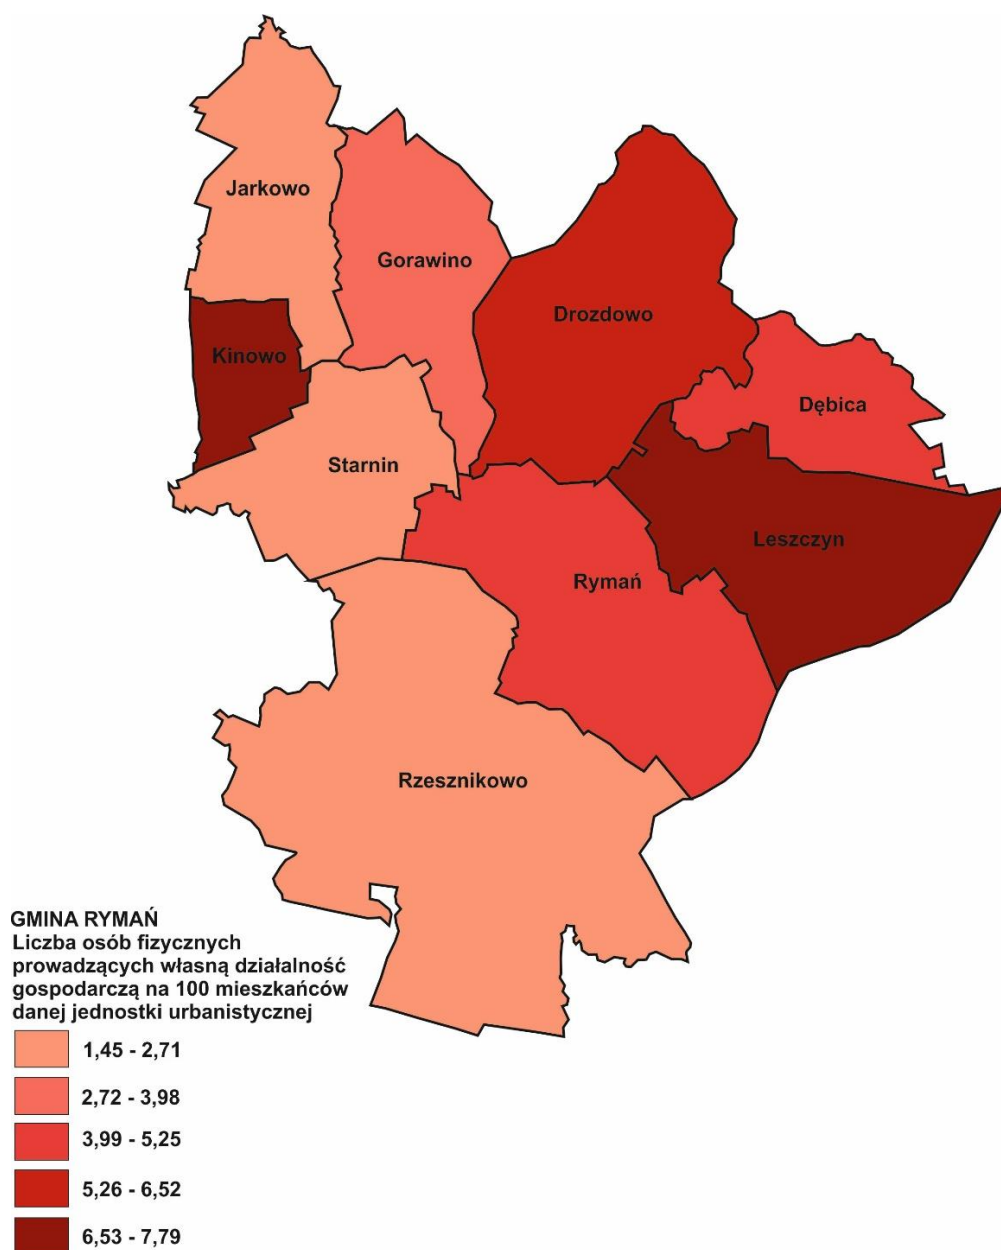 Jarkowo
Gorawino
Drozdowo
Kinowo
Dębica
Starnin
Leszczyn
Rymań
Rzesznikowo
GMINA RYMAŃ
Liczba osób fizycznych
prowadzących własną działalność
gospodarczą na 100 mieszkańców
danej jednostki urbanistycznej
1,45 - 2,71
2,72 - 3,98
3,99 - 5,25
5,26 - 6,52
6,53 - 7,79